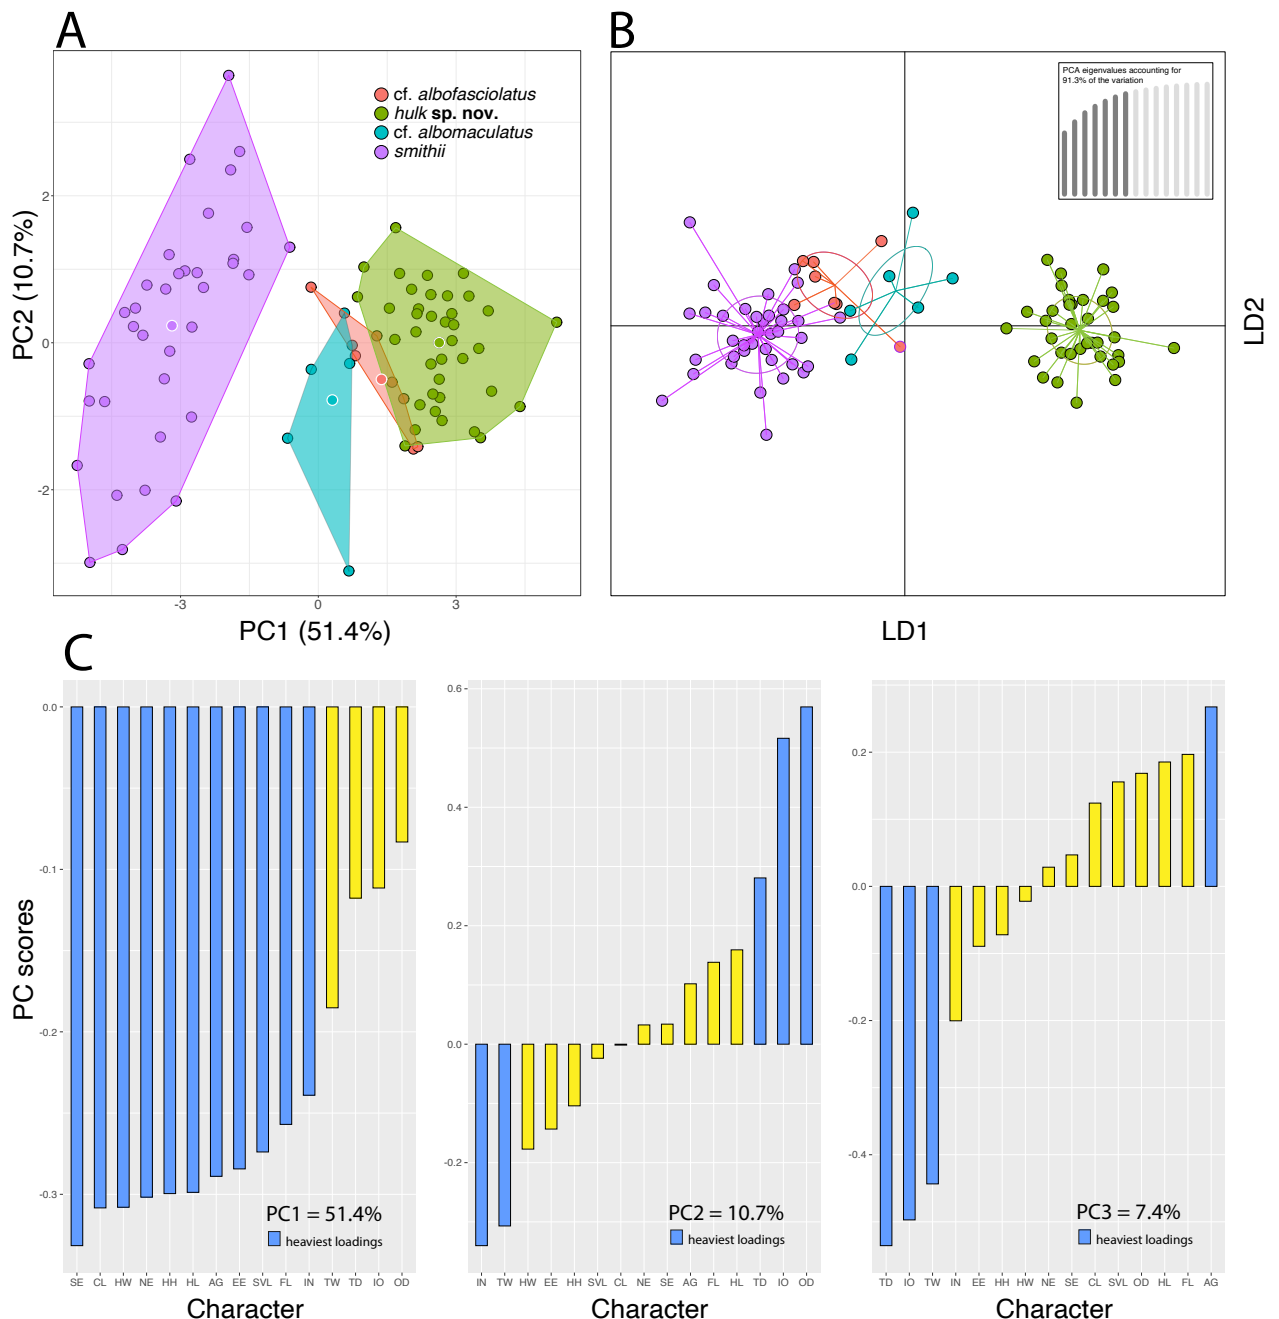 A
B
cf. albofasciolatus
hulk sp. nov.
cf. albomaculatus
smithii
PCA eigenvalues accounting for
91.3% of the variation
2
0
-2
PC2 (10.7%)
-3 0 3
PC1 (51.4%)
LD1
LD2
C
PC scores
0.0
-0.1
-0.2
-0.3
PC1 = 51.4%
heaviest loadings
SE CL HW NE HH HL AG EE SVL FL IN TW TD IO OD
Character
0.6
0.4
0.2
0.0
-0.2
PC2 = 10.7%
heaviest loadings
IN TW HW EE HH SVL CL NE SE AG FL HL TD IO OD
Character
0.2
0.0
-0.2
-0.4
PC3 = 7.4%
heaviest loadings
TD IO TW IN EE HH HW NE SE CL SVL OD HL FL AG
Character